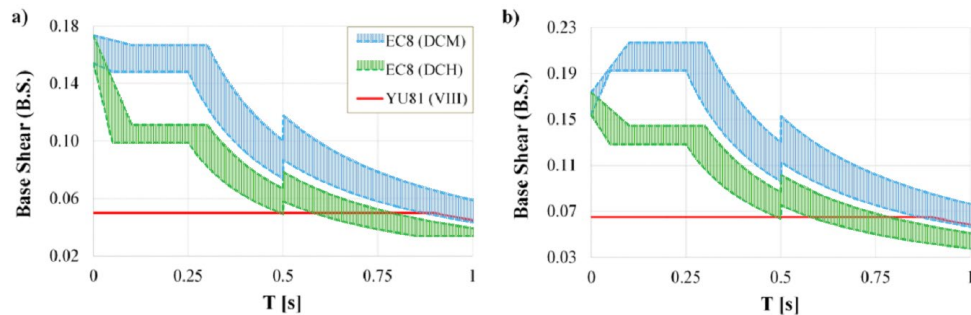 a)
Base Shear (B.S.)
0.18
0.14
0.10
0.06
0.02
0
0.25
0.5
0.75
1
T [s]
EC8 (DCM)
EC8 (DCH)
YU81 (VIII)
b)
Base Shear (B.S.)
0.23
0.19
0.15
0.11
0.07
0.03
0
0.25
0.5
0.75
1
T [s]